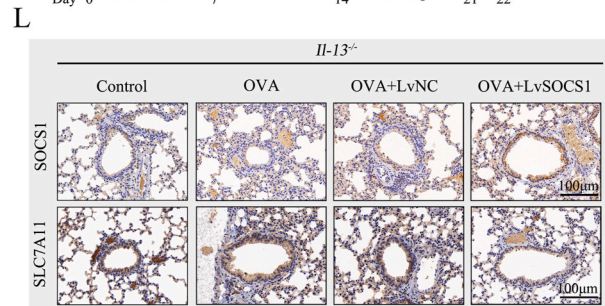 Day 0 7 14 21 22
L
Il-13-/-
Control OVA OVA+LvNC OVA+LvSOCS1
SOCS1
100μm
SLC7A11
100μm